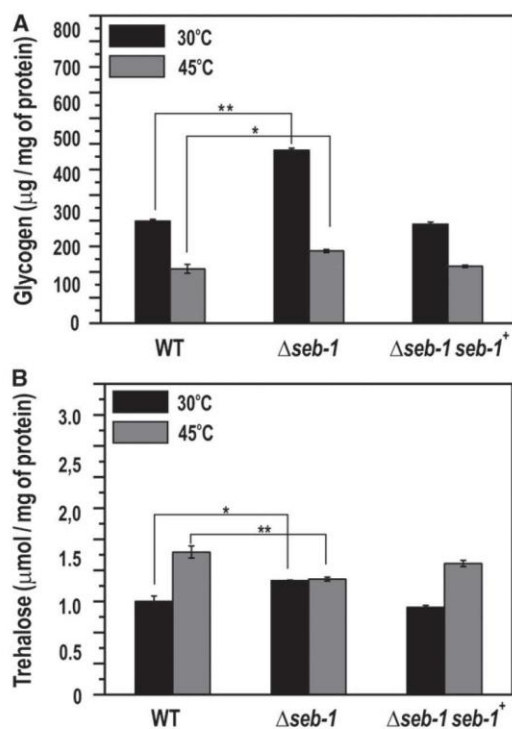 A
Glycogen (µg / mg of protein)
800
700
600
500
400
300
200
100
0
30°C
45°C
**
*
WT
Δseb-1
Δseb-1 seb-1⁺
B
Trehalose (µmol / mg of protein)
3.0
2,5
2,0
1.5
1.0
0.5
0
30°C
45°C
*
**
WT
Δseb-1
Δseb-1 seb-1⁺